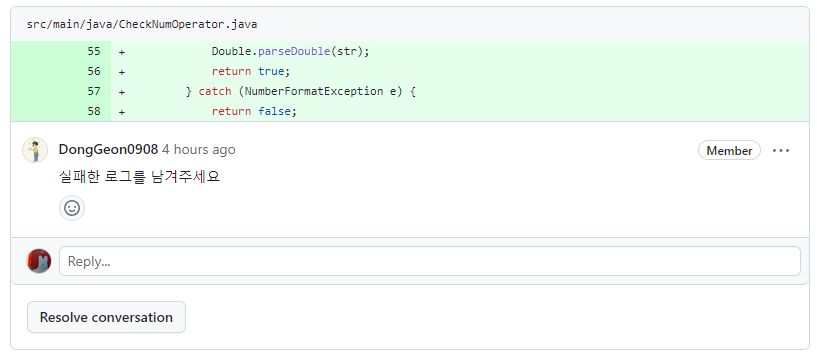 src/main/java/CheckNumOperator.java
55 + Double.parseDouble(str);
56 + return true;
57 + } catch (NumberFormatException e) {
58 + return false;
DongGeon0908 4 hours ago Member ...
실패한 로그를 남겨주세요
Reply...
Resolve conversation